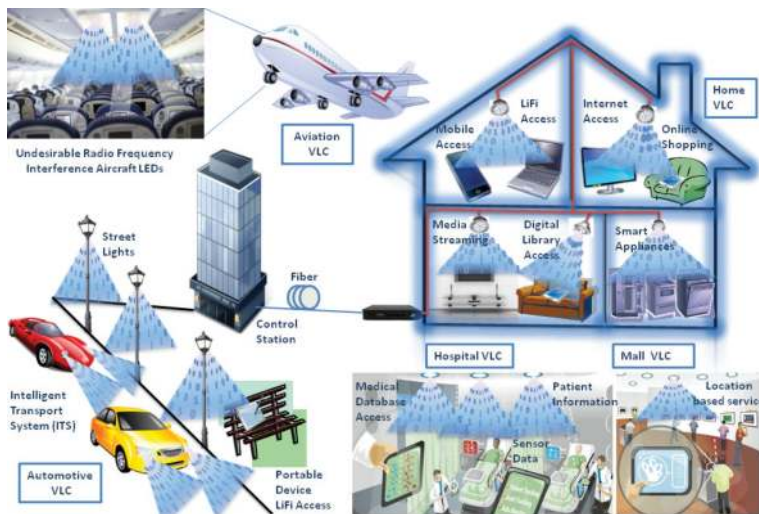 Undesirable Radio Frequency
Interference Aircraft LEDs
Aviation
VLC
Home
VLC
LiFi
Access
Mobile
Access
Internet
Access
Online
Shopping
Media
Streaming
Digital
Library
Access
Smart
Appliances
Street
Lights
Fiber
Control
Station
Intelligent
Transport
System (ITS)
Automotive
VLC
Portable
Device
LiFi Access
Hospital VLC
Mall VLC
Medical
Database
Access
Patient
Information
Sensor
Data
Location
based service